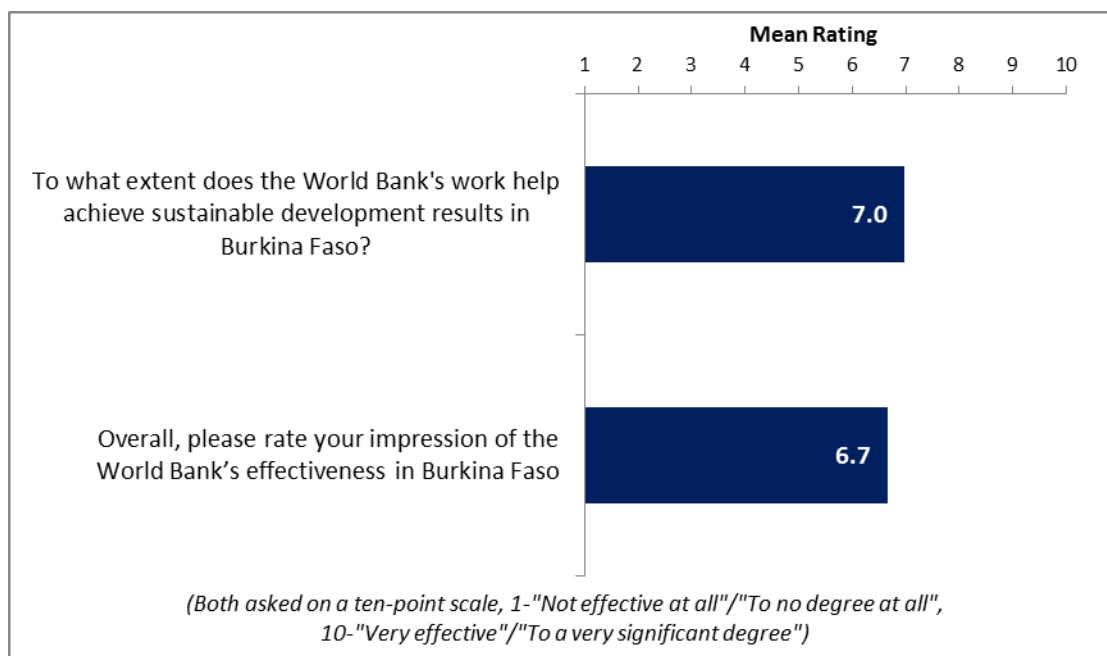 Mean Rating
1 2 3 4 5 6 7 8 9 10
To what extent does the World Bank's work help
achieve sustainable development results in
Burkina Faso?
7.0
Overall, please rate your impression of the
World Bank’s effectiveness in Burkina Faso
6.7
(Both asked on a ten-point scale, 1-"Not effective at all"/"To no degree at all",
10-"Very effective"/"To a very significant degree")